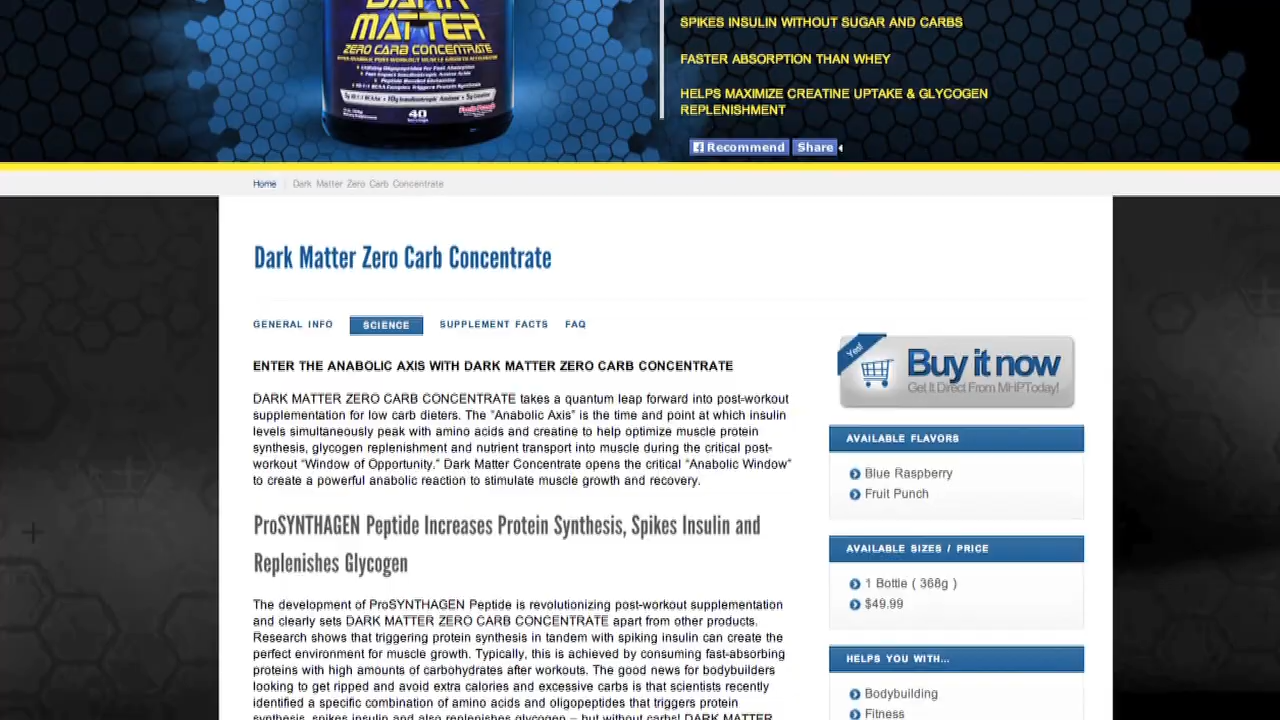 DARK
MATTER
ZERO CARB CONCENTRATE
40
SPIKES INSULIN WITHOUT SUGAR AND CARBS
FASTER ABSORPTION THAN WHEY
HELPS MAXIMIZE CREATINE UPTAKE & GLYCOGEN
REPLENISHMENT
Recommend Share
Home Dark Matter Zero Carb Concentrate
Dark Matter Zero Carb Concentrate
GENERAL INFO SCIENCE SUPPLEMENT FACTS FAQ
ENTER THE ANABOLIC AXIS WITH DARK MATTER ZERO CARB CONCENTRATE
DARK MATTER ZERO CARB CONCENTRATE takes a quantum leap forward into post-workout
supplementation for low carb dieters. The “Anabolic Axis” is the time and point at which insulin
levels simultaneously peak with amino acids and creatine to help optimize muscle protein
synthesis, glycogen replenishment and nutrient transport into muscle during the critical post-
workout “Window of Opportunity.” Dark Matter Concentrate opens the critical “Anabolic Window”
to create a powerful anabolic reaction to stimulate muscle growth and recovery.
ProSYNTHAGEN Peptide Increases Protein Synthesis, Spikes Insulin and
Replenishes Glycogen
The development of ProSYNTHAGEN Peptide is revolutionizing post-workout supplementation
and clearly sets DARK MATTER ZERO CARB CONCENTRATE apart from other products.
Research shows that triggering protein synthesis in tandem with spiking insulin can create the
perfect environment for muscle growth. Typically, this is achieved by consuming fast-absorbing
proteins with high amounts of carbohydrates after workouts. The good news for bodybuilders
looking to get ripped and avoid extra calories and excessive carbs is that scientists recently
identified a specific combination of amino acids and oligopeptides that triggers protein
synthesis, spikes insulin and also replenishes glycogen – but without carbs! DARK MATTER
Yes!
Buy it now
Get It Direct From MHPToday!
AVAILABLE FLAVORS
Blue Raspberry
Fruit Punch
AVAILABLE SIZES / PRICE
1 Bottle ( 368g )
$49.99
HELPS YOU WITH...
Bodybuilding
Fitness